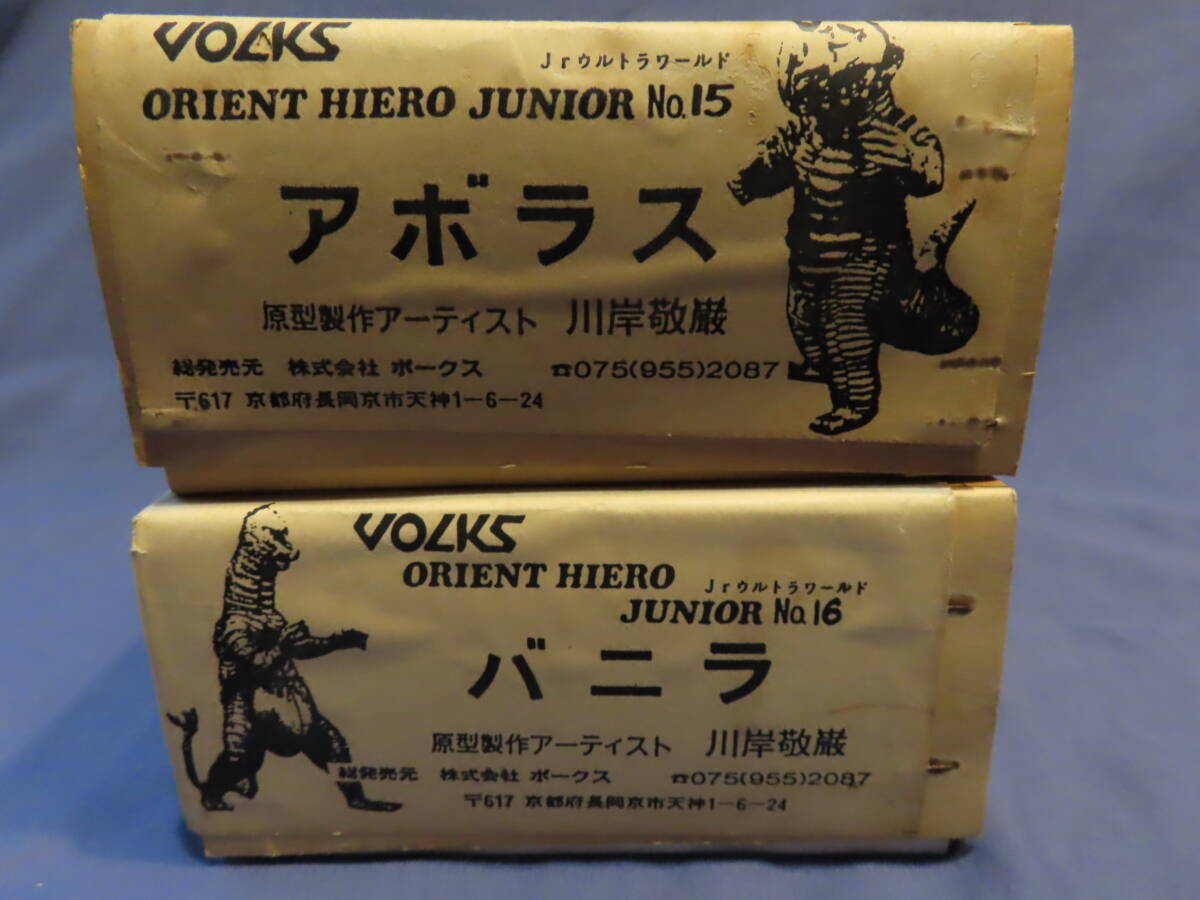 VOLKS
Jrウルトラワールド
ORIENT HIERO JUNIOR No.15
アボラス
原型製作アーティスト 川岸敬厳
総発売元 株式会社 ボークス ☎075(955)2087
〒617 京都府長岡京市天神1-6-24
VOLKS
ORIENT HIERO
Jrウルトラワールド
JUNIOR No.16
バニラ
原型製作アーティスト 川岸敬厳
総発売元 株式会社 ボークス ☎075(955)2087
〒617 京都府長岡京市天神1-6-24